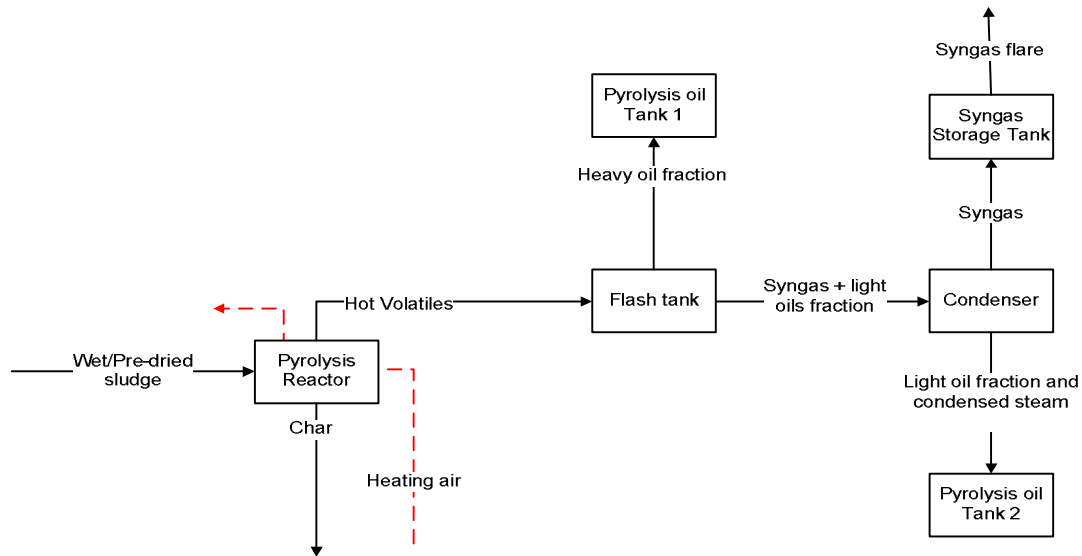 Syngas flare
Pyrolysis oil
Tank 1
Syngas
Storage Tank
Heavy oil fraction
Syngas
Hot Volatiles
Flash tank
Syngas + light
oils fraction
Condenser
Wet/Pre-dried
sludge
Pyrolysis
Reactor
Char
Heating air
Light oil fraction and
condensed steam
Pyrolysis oil
Tank 2